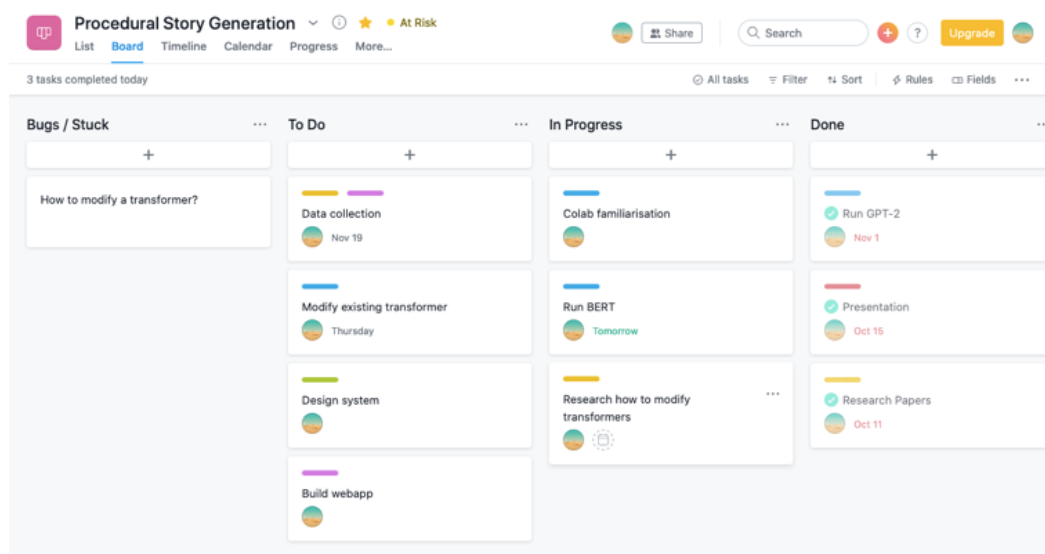 Procedural Story Generation
At Risk
List Board Timeline Calendar Progress More...
Share
Search
?
Upgrade
3 tasks completed today
All tasks
Filter
Sort
Rules
Fields
Bugs / Stuck
How to modify a transformer?
To Do
Data collection
Nov 19
Modify existing transformer
Thursday
Design system
Build webapp
In Progress
Colab familiarisation
Run BERT
Tomorrow
Research how to modify
transformers
Done
Run GPT-2
Nov 1
Presentation
Oct 15
Research Papers
Oct 11